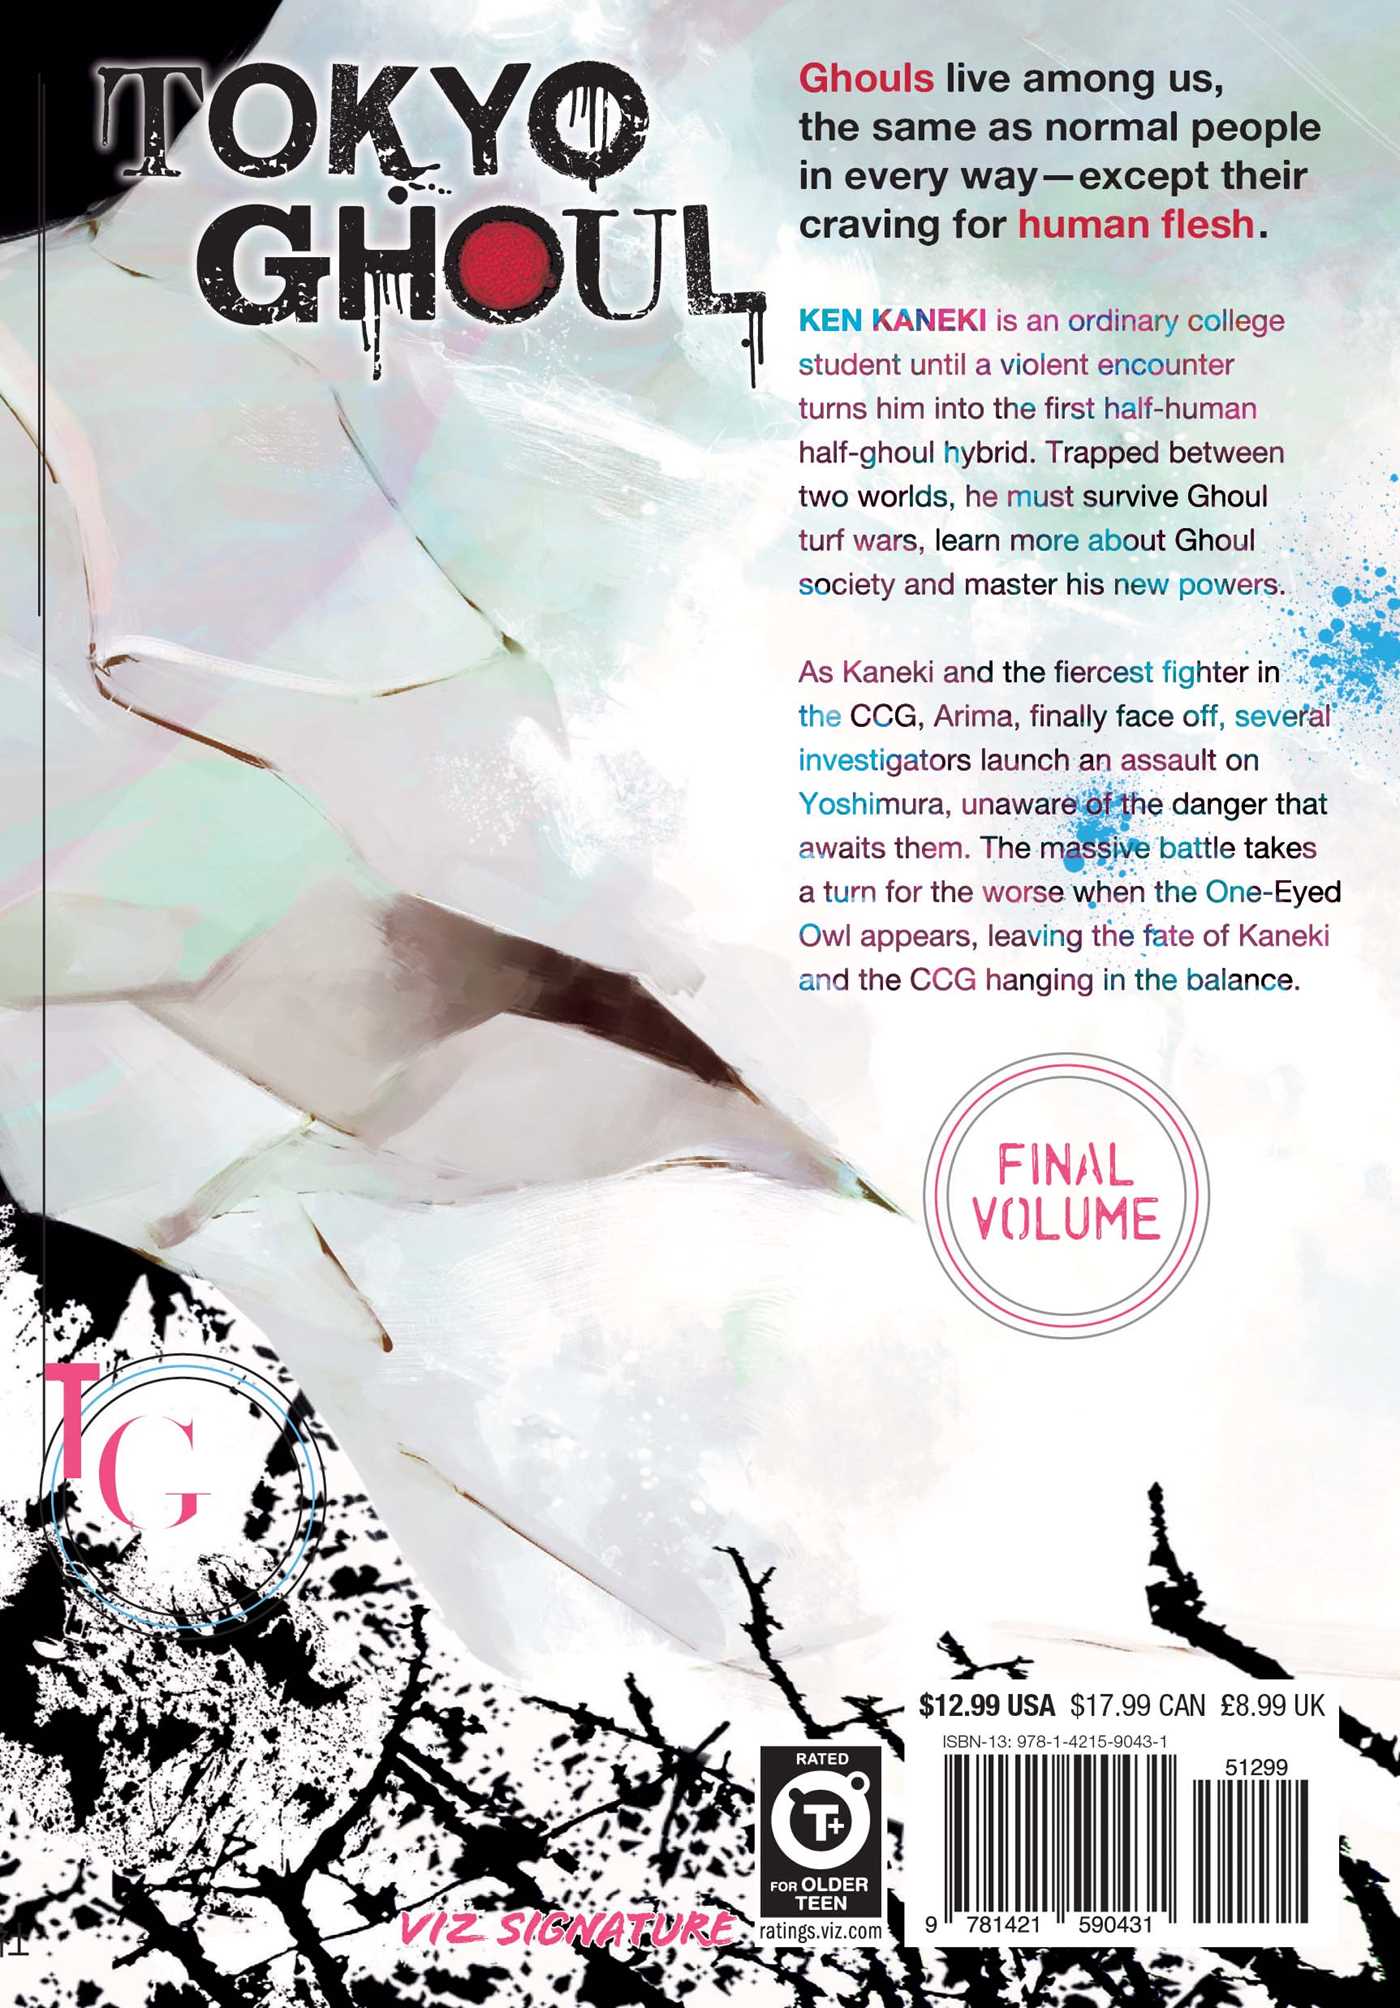 TOKYO
GHOUL
Ghouls live among us,
the same as normal people
in every way—except their
craving for human flesh.
KEN KANEKI is an ordinary college
student until a violent encounter
turns him into the first half-human
half-ghoul hybrid. Trapped between
two worlds, he must survive Ghoul
turf wars, learn more about Ghoul
society and master his new powers.
As Kaneki and the fiercest fighter in
the CCG, Arima, finally face off, several
investigators launch an assault on
Yoshimura, unaware of the danger that
awaits them. The massive battle takes
a turn for the worse when the One-Eyed
Owl appears, leaving the fate of Kaneki
and the CCG hanging in the balance.
FINAL
VOLUME
TG
$12.99 USA $17.99 CAN £8.99 UK
ISBN-13: 978-1-4215-9043-1
51299
9 781421 590431
RATED
T+
FOR OLDER
TEEN
ratings.viz.com
VIZ SIGNATURE